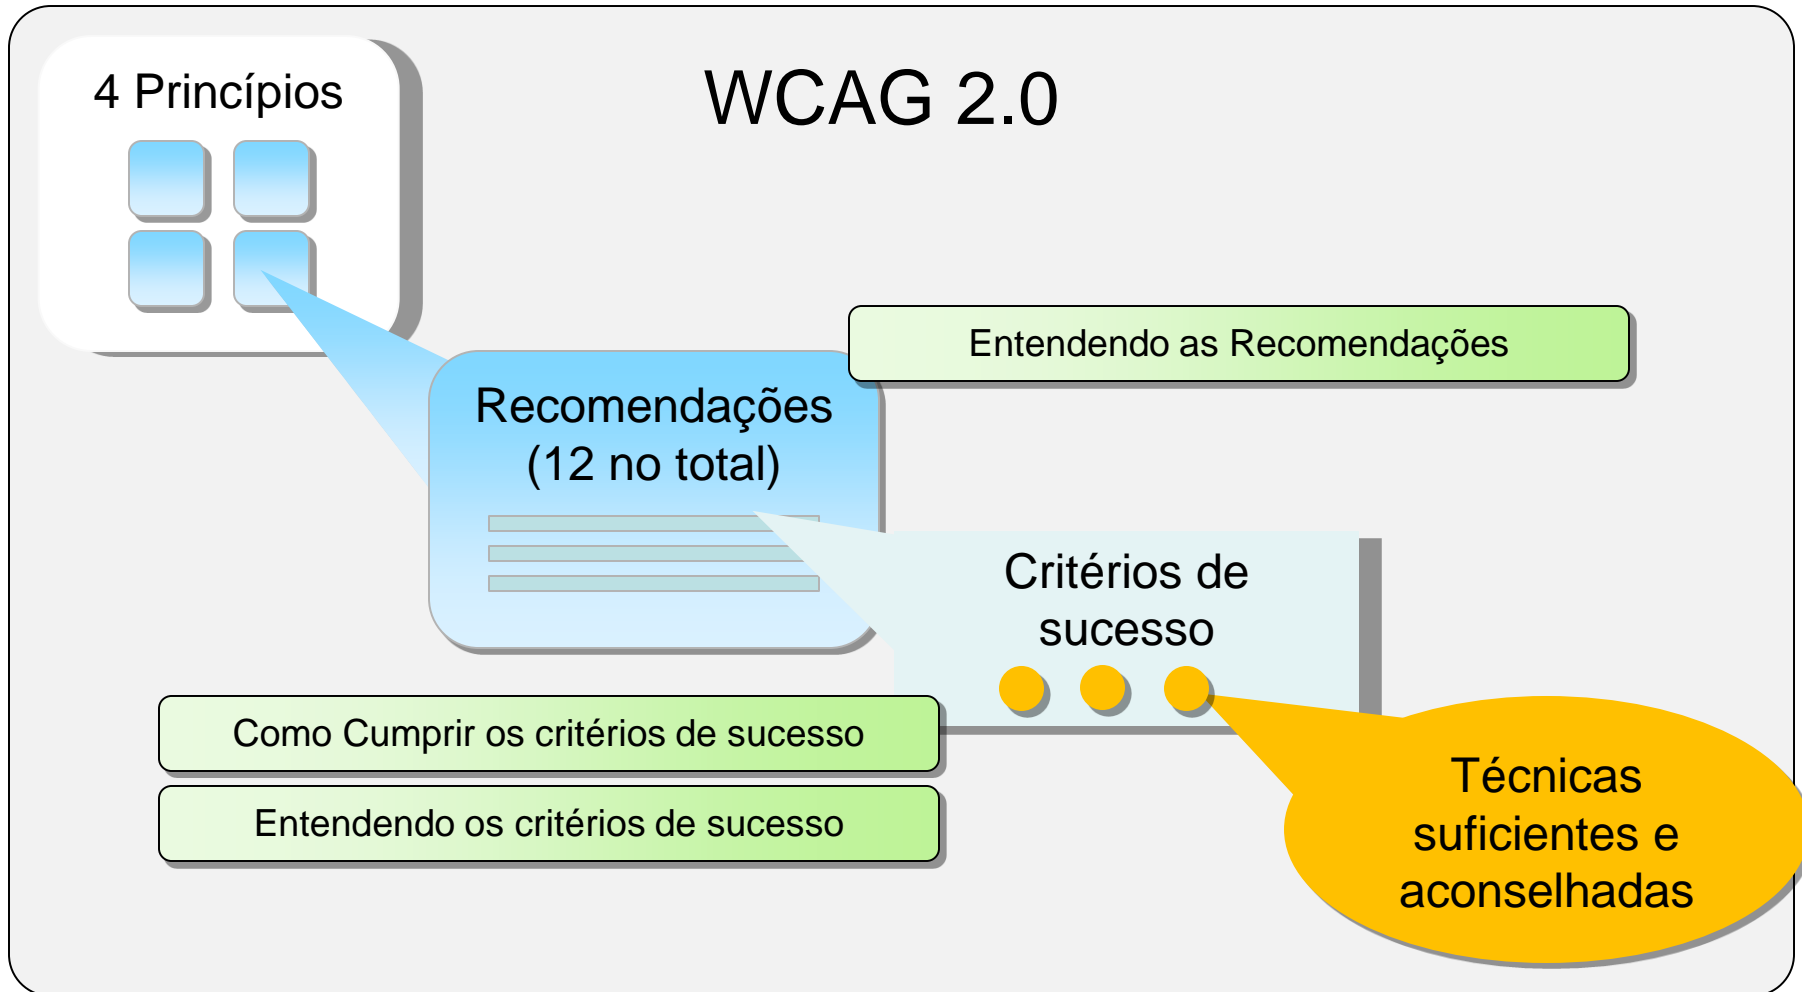 4 Princípios
WCAG 2.0
Entendendo as Recomendações
Recomendações
(12 no total)
Critérios de
sucesso
Como Cumprir os critérios de sucesso
Entendendo os critérios de sucesso
Técnicas
suficientes e
aconselhadas